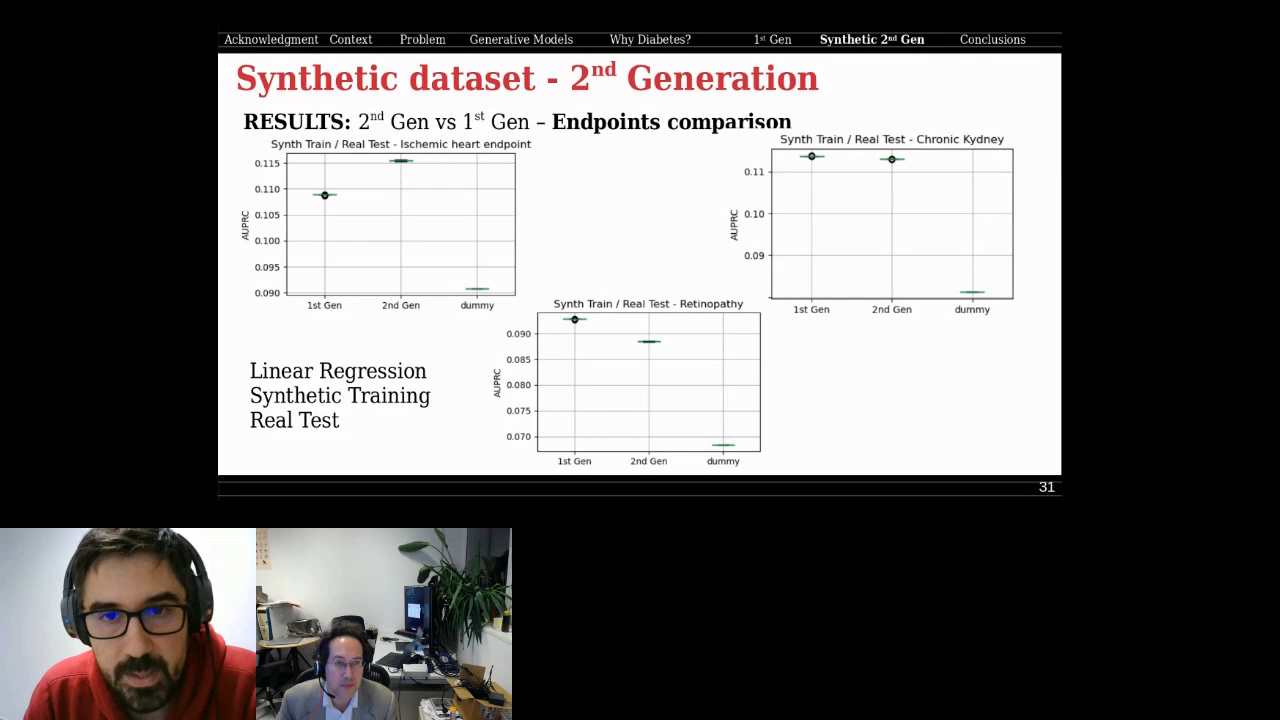 Acknowledgment Context Problem Generative Models Why Diabetes? 1st Gen Synthetic 2nd Gen Conclusions
Synthetic dataset - 2nd Generation
RESULTS: 2nd Gen vs 1st Gen – Endpoints comparison
Synth Train / Real Test - Ischemic heart endpoint
0.115
0.110
0.105
0.100
0.095
0.090
AUPRC
1st Gen 2nd Gen dummy
Synth Train / Real Test - Chronic Kydney
0.11
0.10
0.09
AUPRC
1st Gen 2nd Gen dummy
Synth Train / Real Test - Retinopathy
0.090
0.085
0.080
0.075
0.070
AUPRC
1st Gen 2nd Gen dummy
Linear Regression
Synthetic Training
Real Test
31